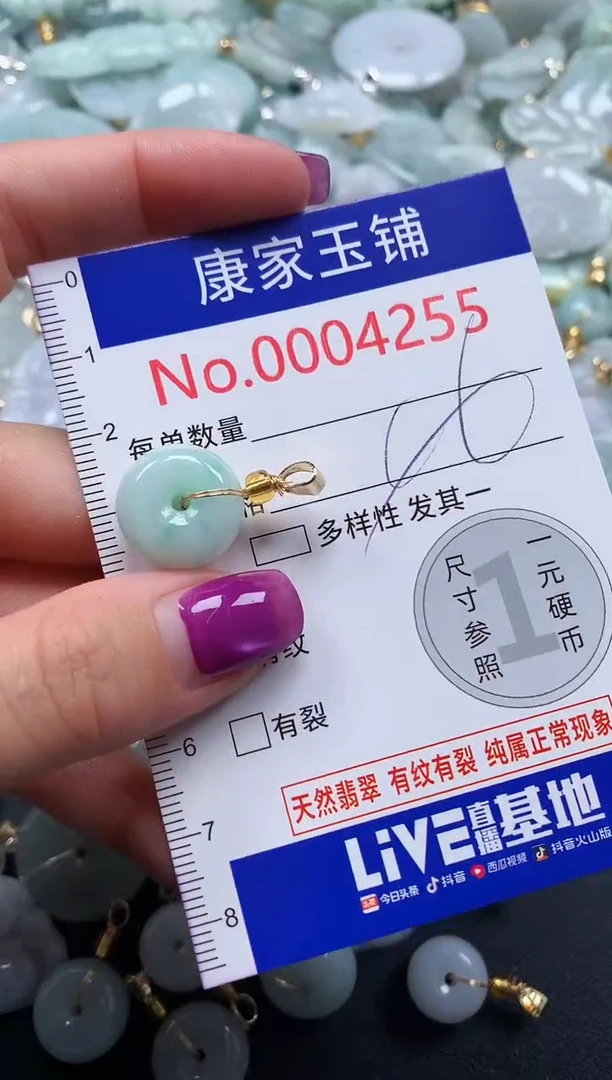 康家玉铺
No.0004255
0
1
2
每单数量
格
多样性 发其一
1
尺寸参照
一元硬币
有纹
6
有裂
天然翡翠 有纹有裂 纯属正常现象
7
LiVE直播基地
8
头条 今日头条 抖音 西瓜视频 抖音火山版